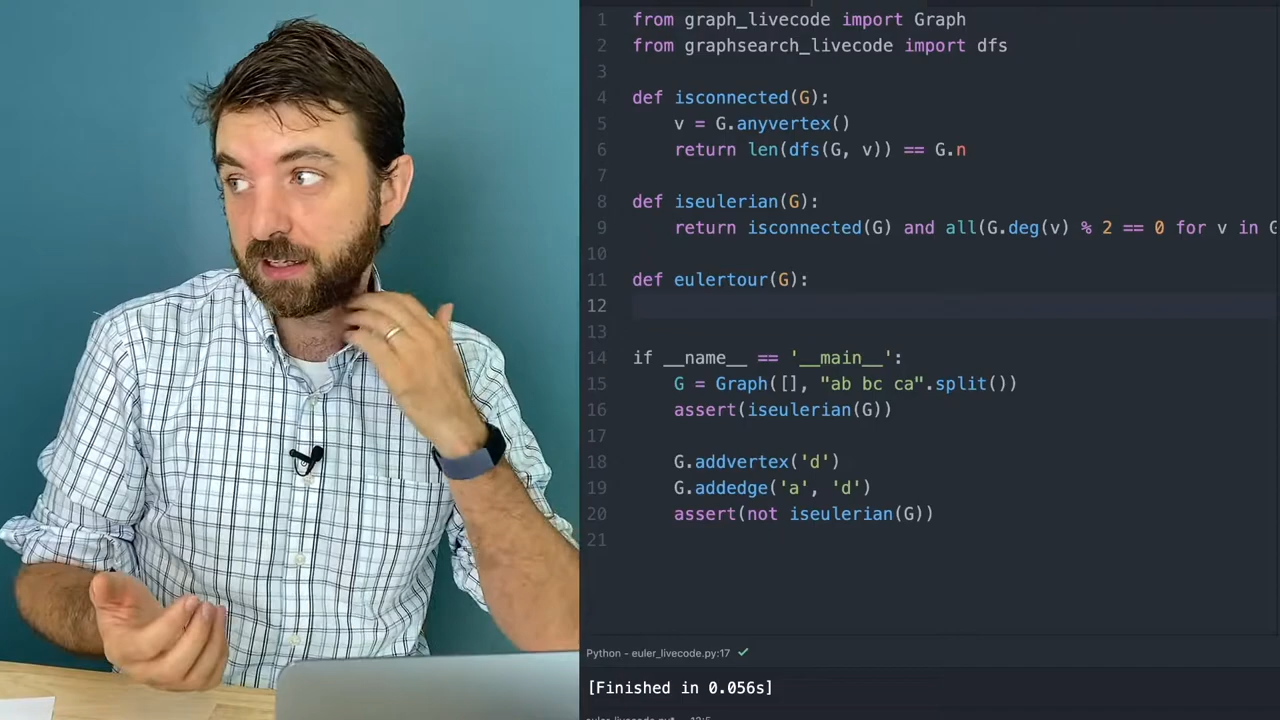 1 from graph_livecode import Graph
2 from graphsearch_livecode import dfs
3
4 def isconnected(G):
5 v = G.anyvertex()
6 return len(dfs(G, v)) == G.n
7
8 def iseulerian(G):
9 return isconnected(G) and all(G.deg(v) % 2 == 0 for v in G
10
11 def eulertour(G):
12
13
14 if __name__ == '__main__':
15 G = Graph([], "ab bc ca".split())
16 assert(iseulerian(G))
17
18 G.addvertex('d')
19 G.addedge('a', 'd')
20 assert(not iseulerian(G))
21
Python - euler_livecode.py:17 ✓
[Finished in 0.056s]